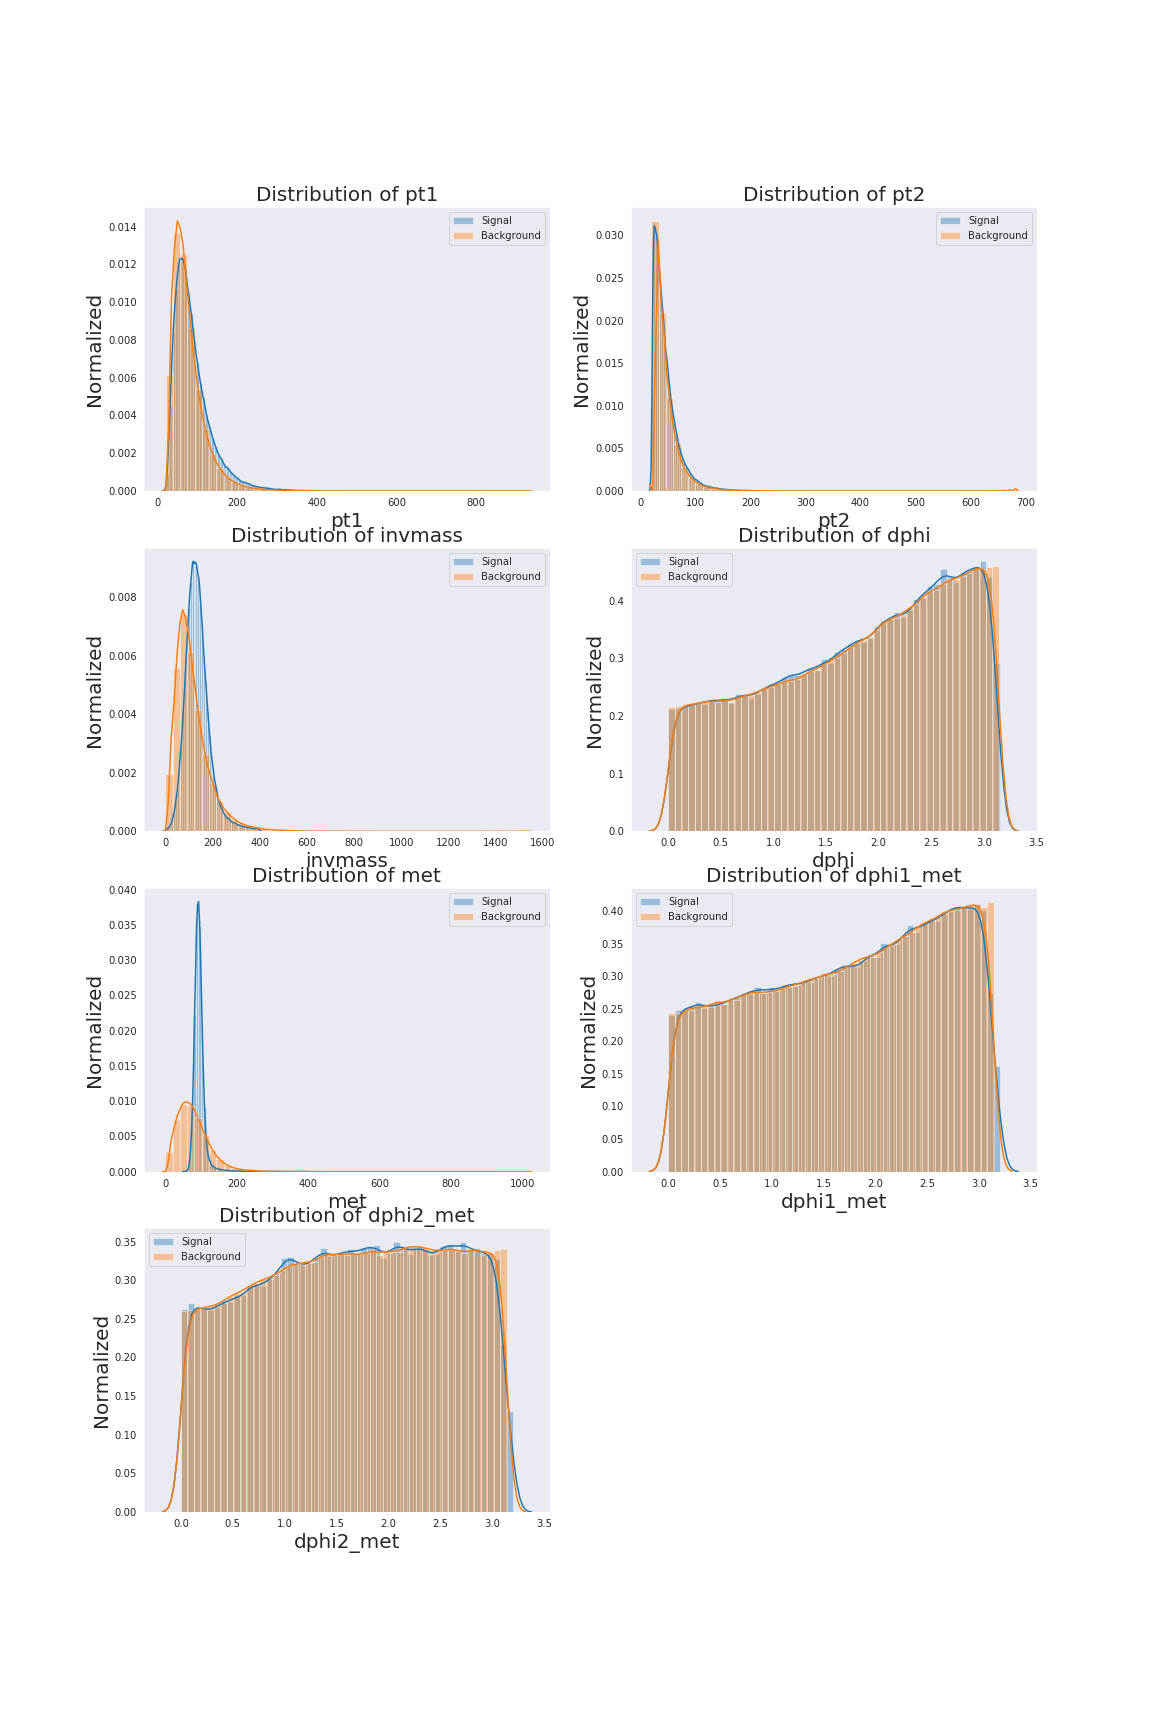 Distribution of pt1
Signal
Background
Normalized
0.014
0.012
0.010
0.008
0.006
0.004
0.002
0.000
0 200 400 600 800
pt1
Distribution of pt2
Signal
Background
Normalized
0.030
0.025
0.020
0.015
0.010
0.005
0.000
0 100 200 300 400 500 600 700
pt2
Distribution of invmass
Signal
Background
Normalized
0.008
0.006
0.004
0.002
0.000
0 200 400 600 800 1000 1200 1400 1600
invmass
Distribution of dphi
Signal
Background
Normalized
0.4
0.3
0.2
0.1
0.0
0.0 0.5 1.0 1.5 2.0 2.5 3.0 3.5
dphi
Distribution of met
Signal
Background
Normalized
0.040
0.035
0.030
0.025
0.020
0.015
0.010
0.005
0.000
0 200 400 600 800 1000
met
Distribution of dphi1_met
Signal
Background
Normalized
0.40
0.35
0.30
0.25
0.20
0.15
0.10
0.05
0.00
0.0 0.5 1.0 1.5 2.0 2.5 3.0 3.5
dphi1_met
Distribution of dphi2_met
Signal
Background
Normalized
0.35
0.30
0.25
0.20
0.15
0.10
0.05
0.00
0.0 0.5 1.0 1.5 2.0 2.5 3.0 3.5
dphi2_met